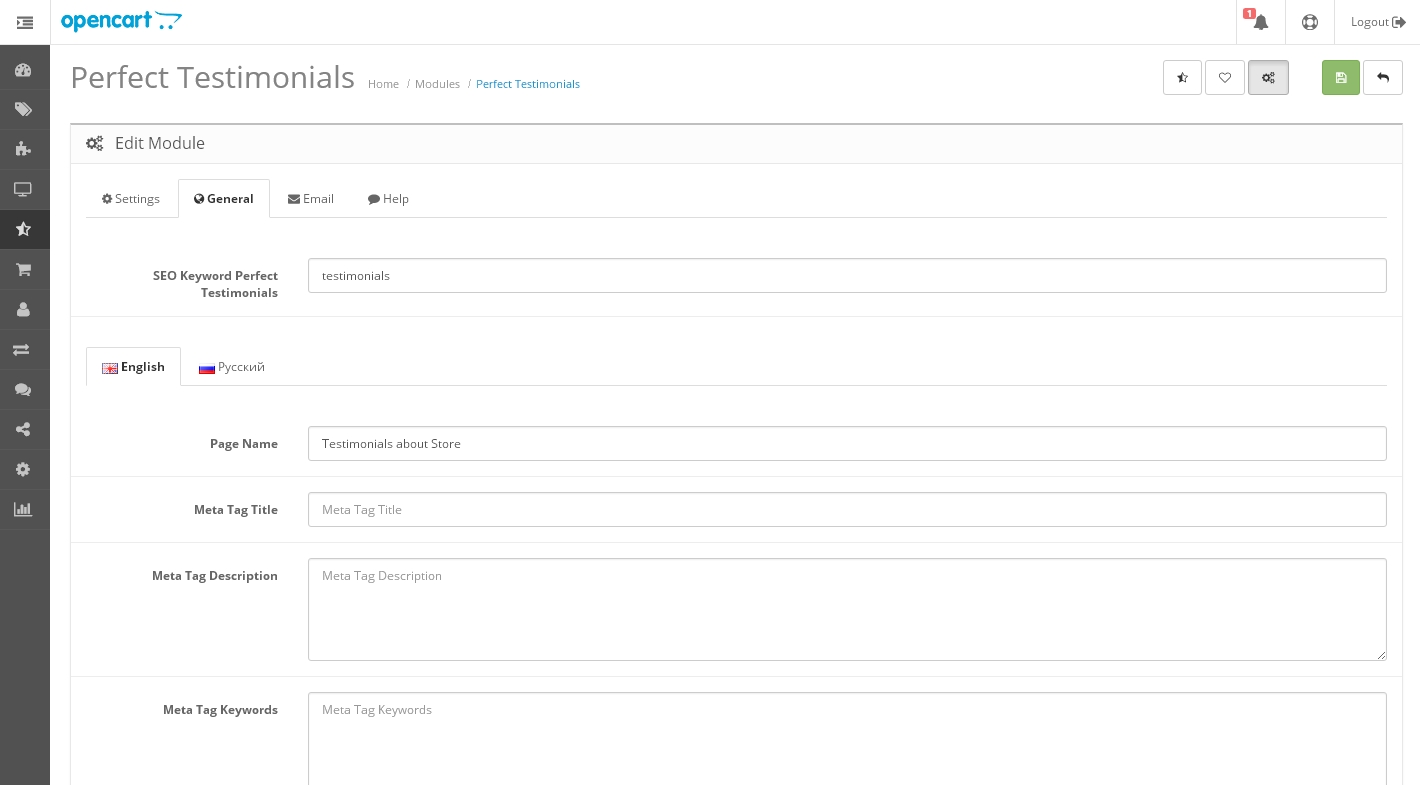 opencart
1
Logout
Perfect Testimonials
Home / Modules / Perfect Testimonials
Edit Module
Settings
General
Email
Help
SEO Keyword Perfect
Testimonials
testimonials
English
Русский
Page Name
Testimonials about Store
Meta Tag Title
Meta Tag Title
Meta Tag Description
Meta Tag Description
Meta Tag Keywords
Meta Tag Keywords